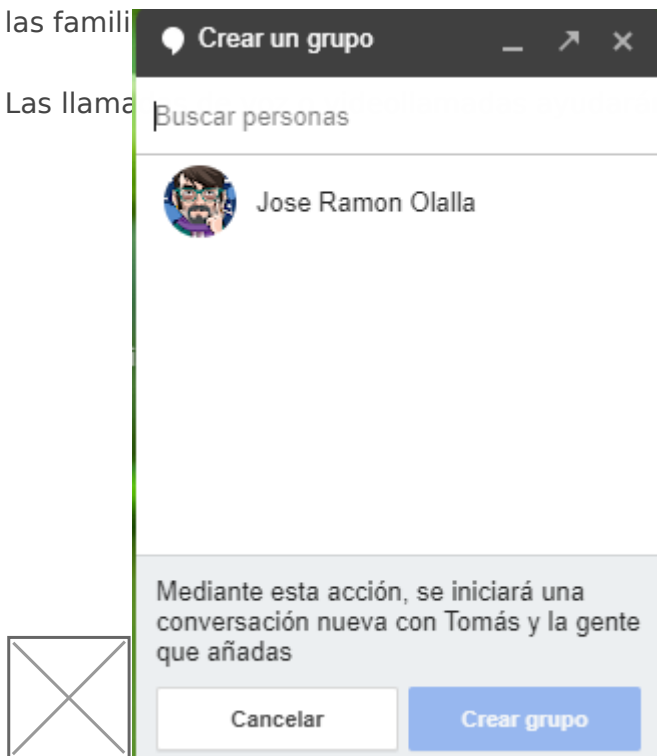 las famili
Crear un grupo
Las llama
Buscar personas
Jose Ramon Olalla
Mediante esta acción, se iniciará una
conversación nueva con Tomás y la gente
que añadas
Cancelar
Crear grupo